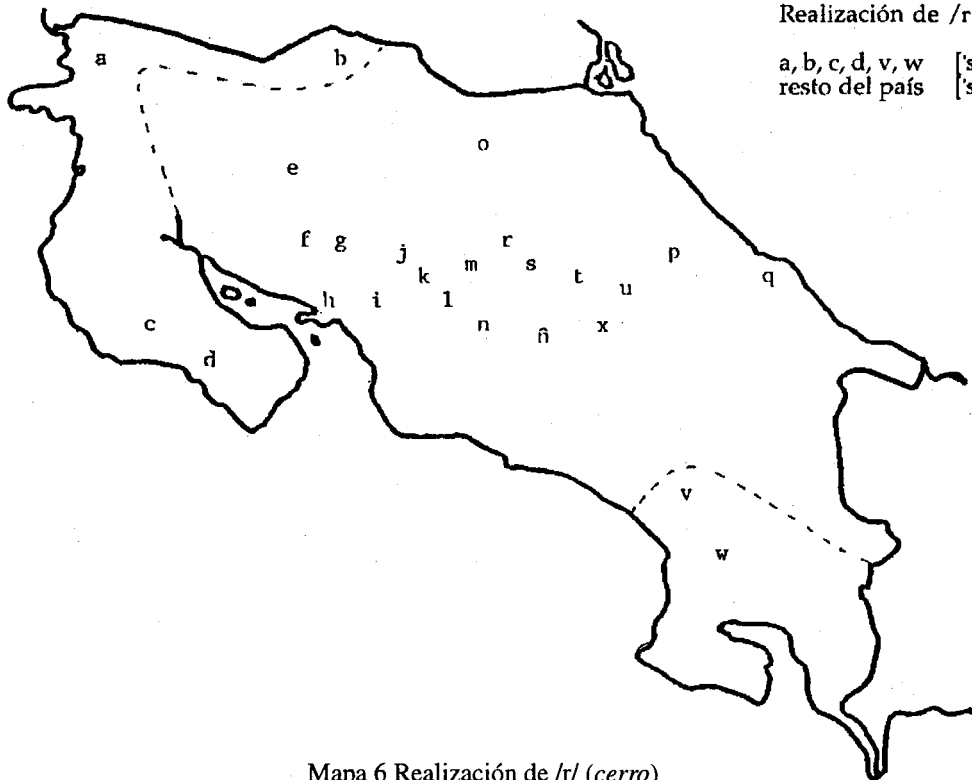 Realización de /r
a, b, c, d, v, w ['s
resto del país ['s
a
b
o
e
f g j k m r s t u p q
h i l n ñ x
c
d
v
w
Mapa 6 Realización de /r/ (cerro)